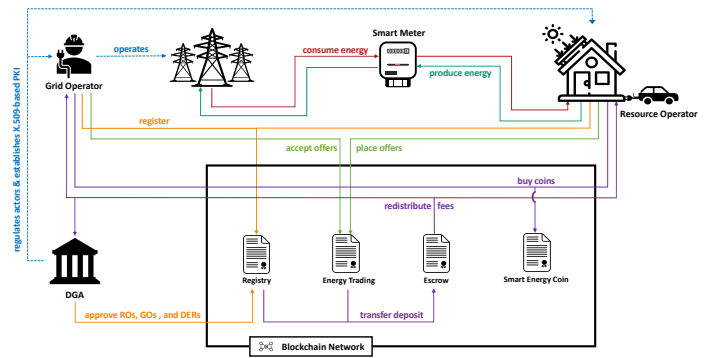 Smart Meter
operates
consume energy
produce energy
Grid Operator
Resource Operator
register
accept offers
place offers
regulates actors & establishes X.509-based PKI
buy coins
redistribute fees
Registry
Energy Trading
Escrow
Smart Energy Coin
DGA
approve ROs, GOs , and DERs
transfer deposit
Blockchain Network